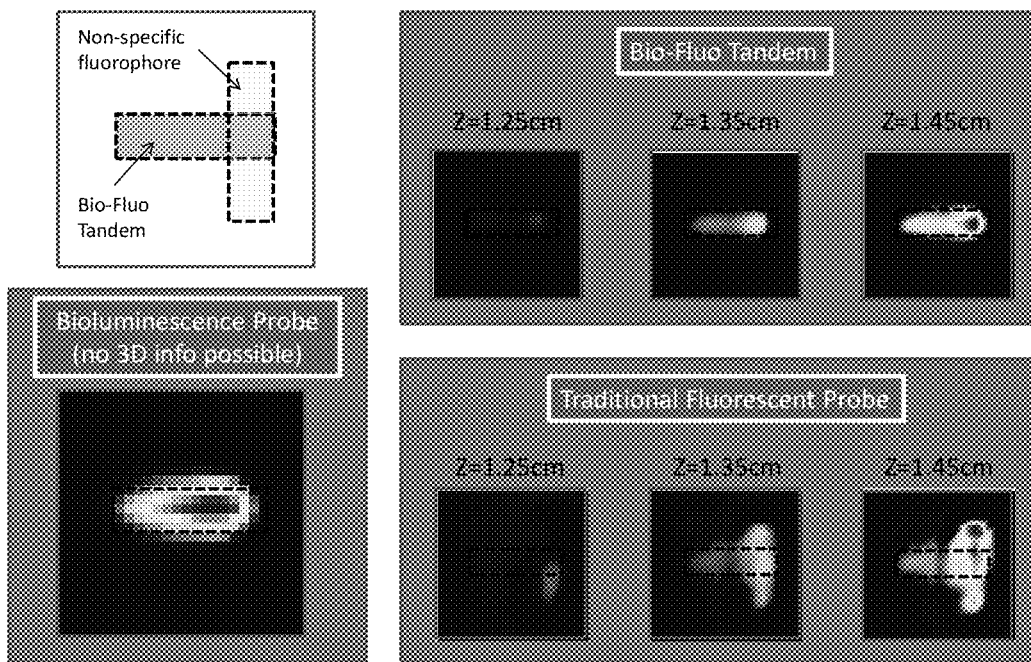 Non-specific
fluorophore
Bio-Fluo
Tandem
Bioluminescence Probe
(no 3D info possible)
Bio-Fluo Tandem
Z=1.25cm
Z=1.35cm
Z=1.45cm
Traditional Fluorescent Probe
Z=1.25cm
Z=1.35cm
Z=1.45cm